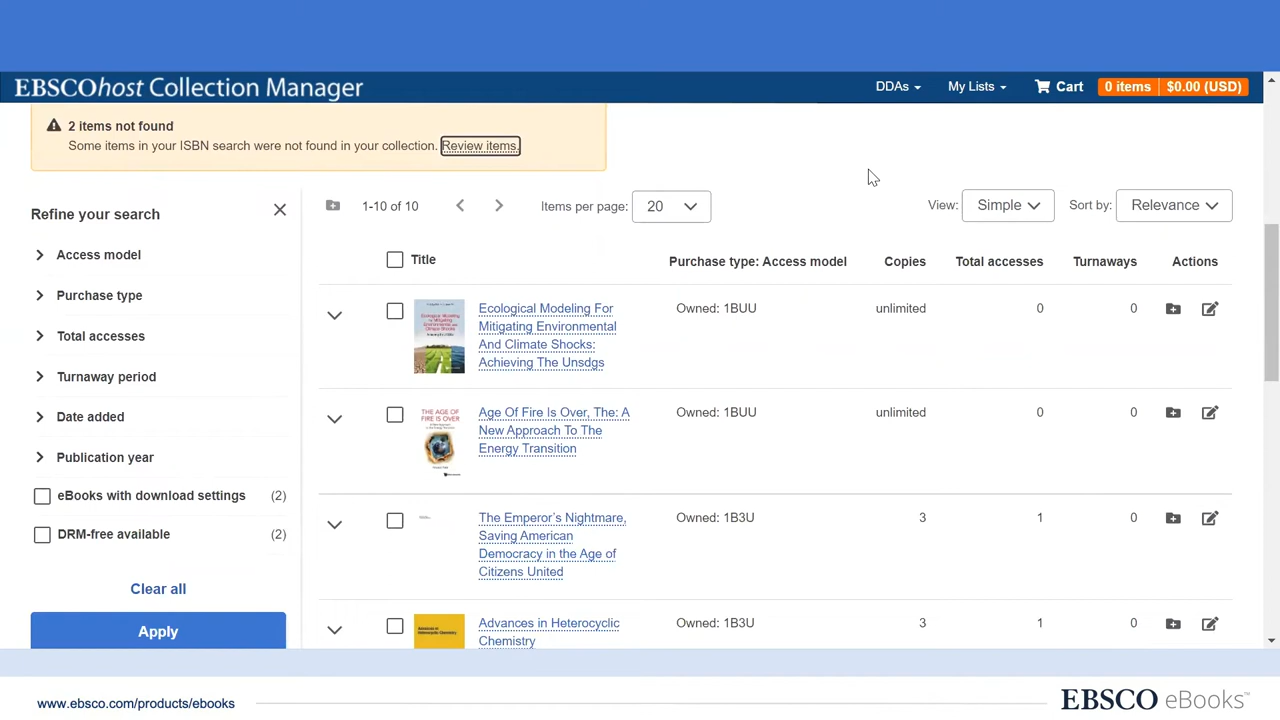 EBSCOhost Collection Manager
DDAs
My Lists
Cart
0 items
$0.00 (USD)
2 items not found
Some items in your ISBN search were not found in your collection. Review items.
Refine your search
Access model
Purchase type
Total accesses
Turnaway period
Date added
Publication year
eBooks with download settings (2)
DRM-free available (2)
Clear all
Apply
1-10 of 10
Items per page: 20
View: Simple
Sort by: Relevance
Title
Purchase type: Access model
Copies
Total accesses
Turnaways
Actions
Ecological Modeling For
Mitigating Environmental
And Climate Shocks:
Achieving The Unsdgs
Owned: 1BUU
unlimited
0
0
THE AGE OF
FIRE IS OVER
Age Of Fire Is Over, The: A
New Approach To The
Energy Transition
Owned: 1BUU
unlimited
0
0
The Emperor's Nightmare,
Saving American
Democracy in the Age of
Citizens United
Owned: 1B3U
3
1
0
Advances in Heterocyclic
Chemistry
Owned: 1B3U
3
1
0
www.ebsco.com/products/ebooks
EBSCO eBooks™